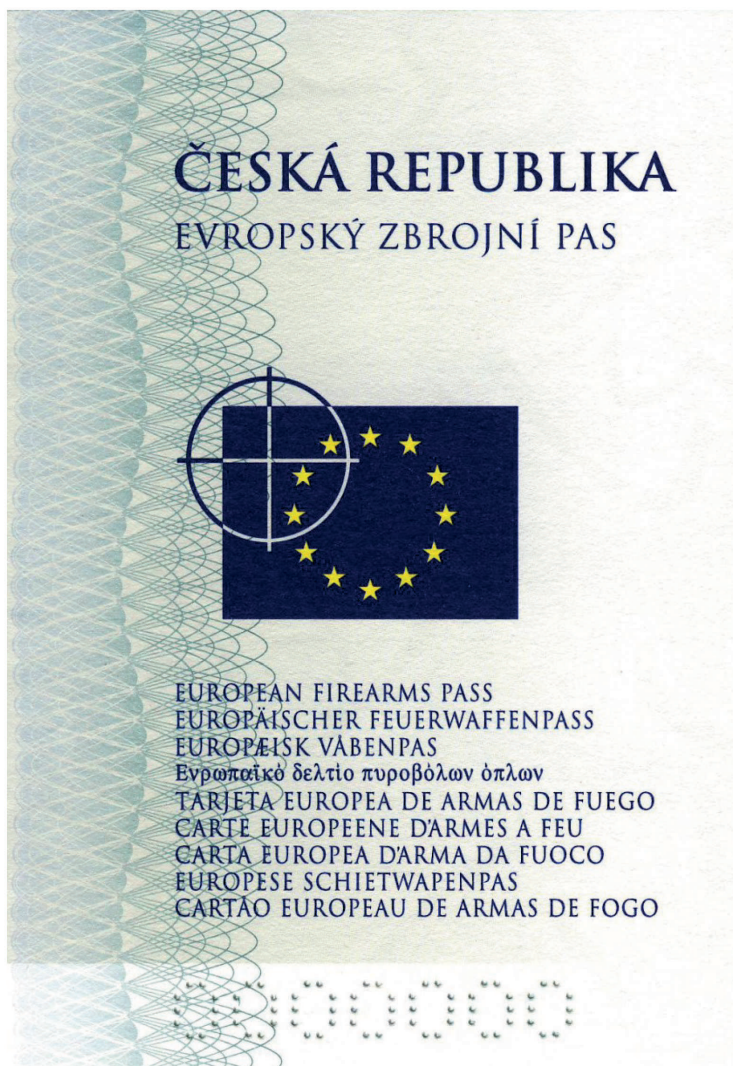 ČESKÁ REPUBLIKA
EVROPSKÝ ZBROJNÍ PAS
EUROPEAN FIREARMS PASS
EUROPÄISCHER FEUERWAFFENPASS
EUROPÆISK VÅBENPAS
Ενρωπαϊκό δελτίο πυροβόλων όπλων
TARJETA EUROPEA DE ARMAS DE FUEGO
CARTE EUROPEENE D'ARMES A FEU
CARTA EUROPEA D'ARMA DA FUOCO
EUROPESE SCHIETWAPENPAS
CARTÃO EUROPEAU DE ARMAS DE FOGO